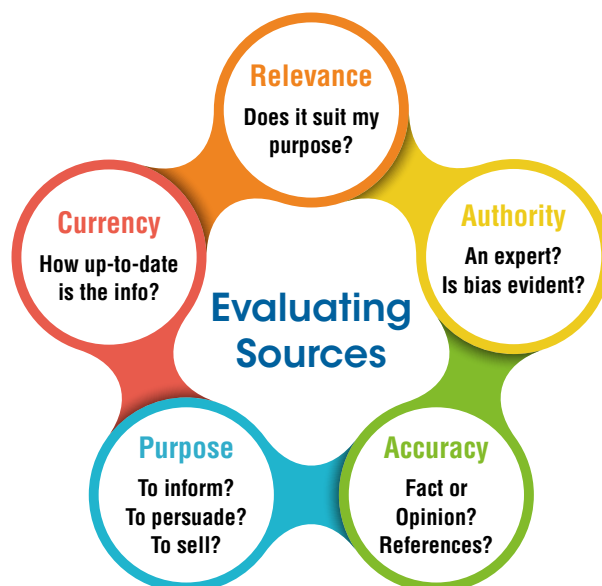 Relevance
Does it suit my
purpose?
Authority
An expert?
Is bias evident?
Accuracy
Fact or
Opinion?
References?
Purpose
To inform?
To persuade?
To sell?
Currency
How up-to-date
is the info?
Evaluating
Sources